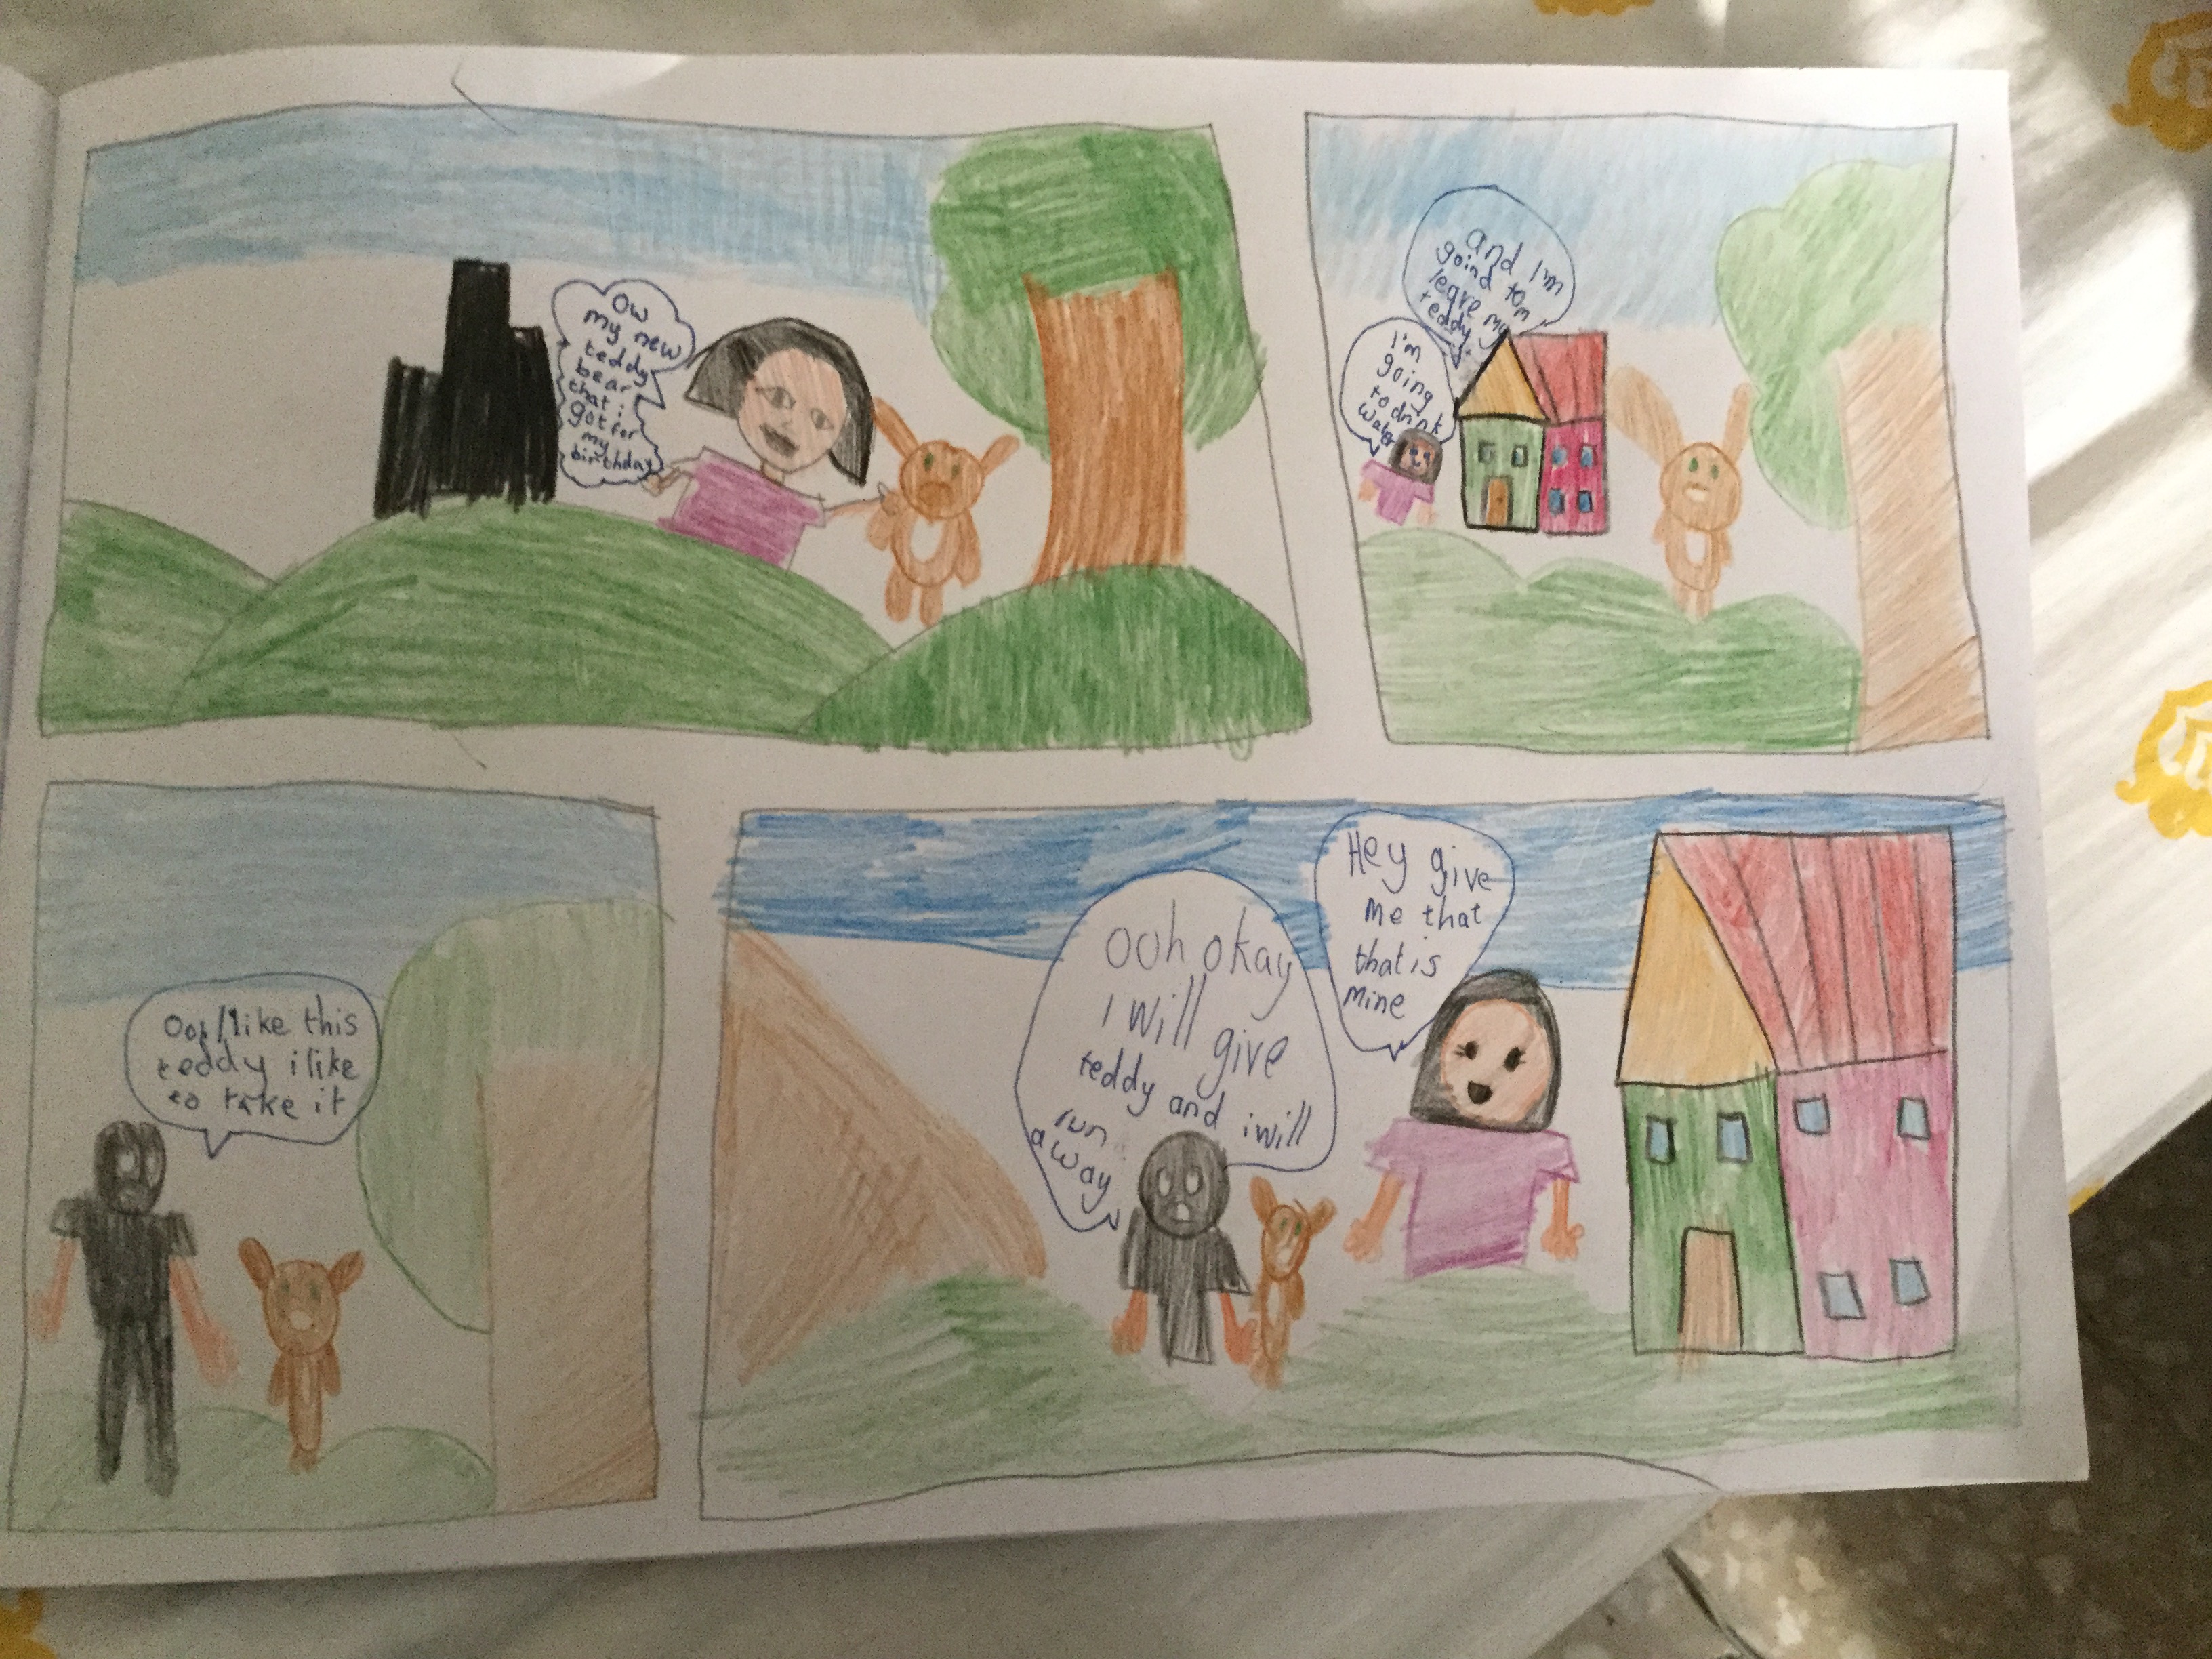 Ow
my new
teddy
bear
that i
got for
my
birthday
I'm
going
to drink
water
and I'm
goind to
leave my
teddy.
like this
teddy i like
to take it
Hey give
me that
that is
mine
Ooh okay
I will give
teddy and i will
run
away